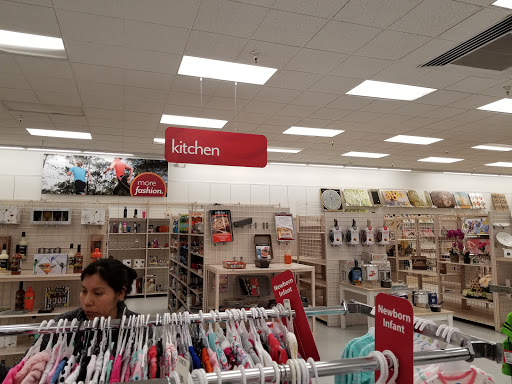 kitchen
more
fashion.
Newborn
Infant
Newborn
Infant